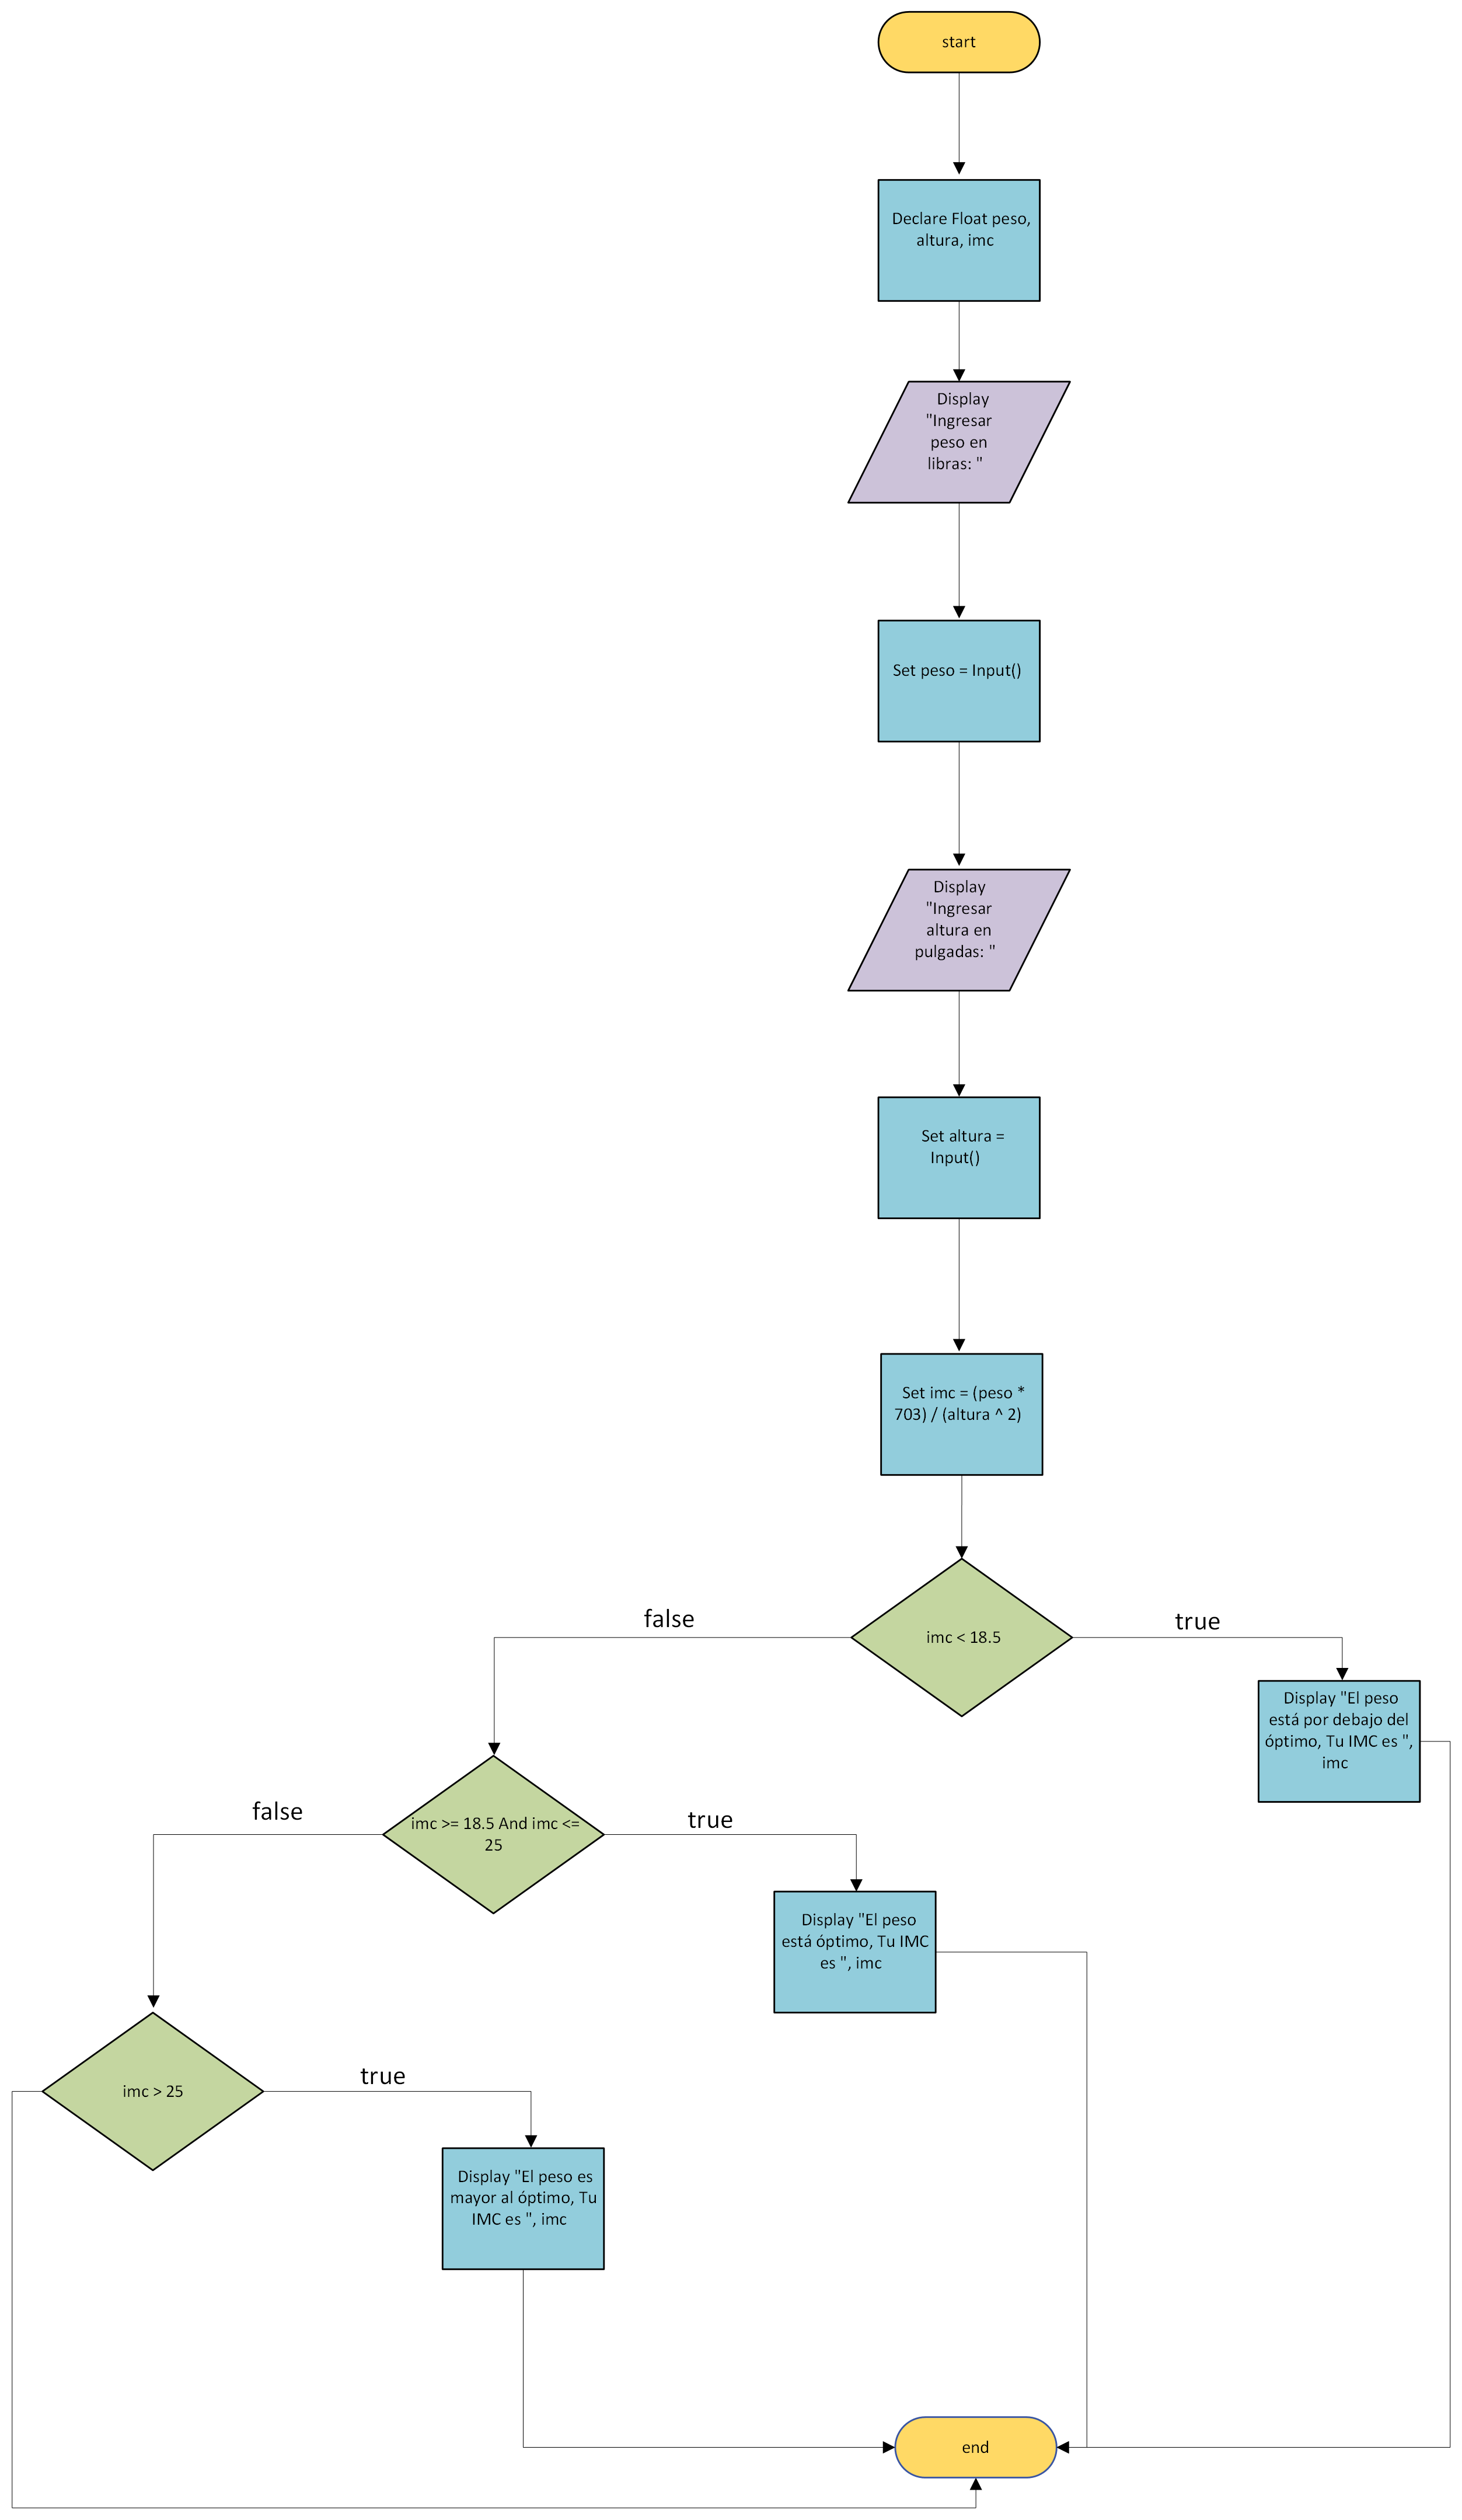 start
Declare Float peso,
altura, imc
Display
"Ingresar
peso en
libras: "
Set peso = Input()
Display
"Ingresar
altura en
pulgadas: "
Set altura =
Input()
Set imc = (peso *
703) / (altura ^ 2)
imc < 18.5
false
true
Display "El peso
está por debajo del
óptimo, Tu IMC es ",
imc
imc >= 18.5 And imc <=
25
false
true
Display "El peso
está óptimo, Tu IMC
es ", imc
imc > 25
true
Display "El peso es
mayor al óptimo, Tu
IMC es ", imc
end